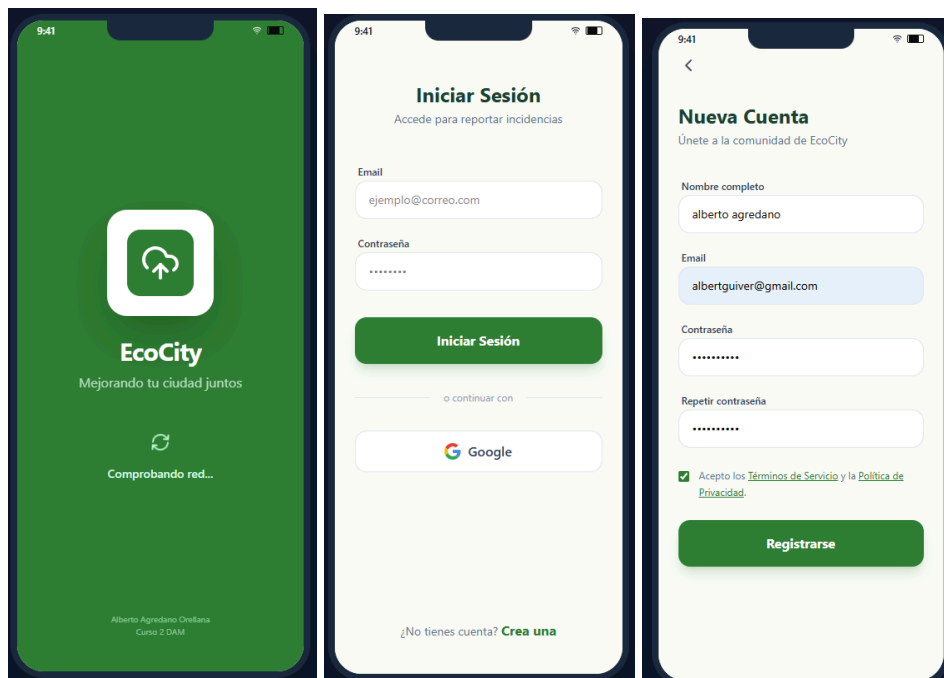 9:41
EcoCity
Mejorando tu ciudad juntos
Comprobando red...
Alberto Agredano Orellana
Curso 2 DAM
9:41
Iniciar Sesión
Accede para reportar incidencias
Email
ejemplo@correo.com
Contraseña
••••••••
Iniciar Sesión
o continuar con
Google
¿No tienes cuenta? Crea una
9:41
Nueva Cuenta
Únete a la comunidad de EcoCity
Nombre completo
alberto agredano
Email
albertguiver@gmail.com
Contraseña
••••••••••
Repetir contraseña
••••••••••
Acepto los Términos de Servicio y la Política de
Privacidad.
Registrarse